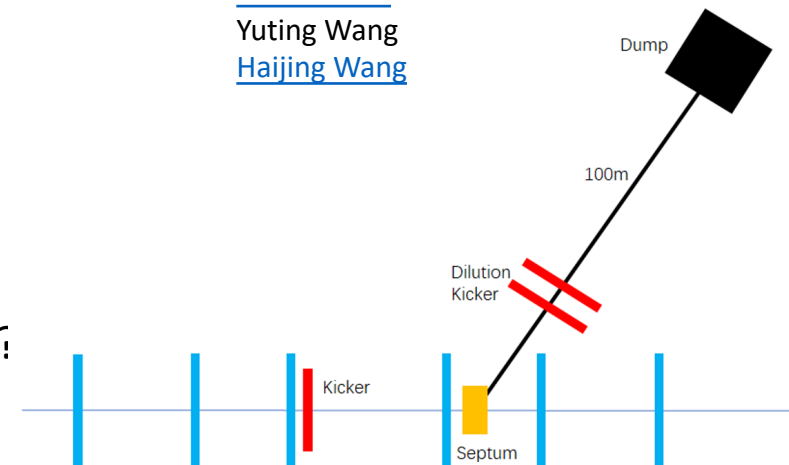 Yuting Wang
Haijing Wang
Dump
100m
Dilution
Kicker
Kicker
Septum